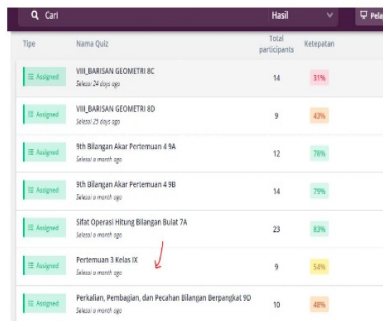 Cari Hasil Pela
Tipe Nama Quiz Total participants Ketepatan
Assigned VIII_BARISAN GEOMETRI 8C 14 31%
Selesai 24 days ago
Assigned VIII_BARISAN GEOMETRI 8D 9 43%
Selesai 25 days ago
Assigned 9th Bilangan Akar Pertemuan 4 9A 12 78%
Selesai a month ago
Assigned 9th Bilangan Akar Pertemuan 4 9B 14 79%
Selesai a month ago
Assigned Sifat Operasi Hitung Bilangan Bulat 7A 23 83%
Selesai a month ago
Assigned Pertemuan 3 Kelas IX 9 54%
Selesai a month ago
Assigned Perkalian, Pembagian, dan Pecahan Bilangan Berpangkat 9D 10 48%
Selesai a month ago